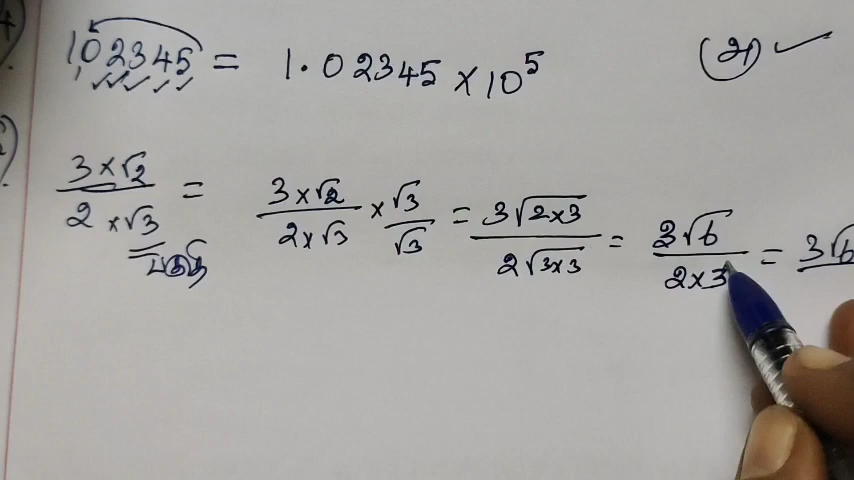 102345 = 1.02345 × 10⁵ (அ) ✓
3×√2 / 2×√3 = 3×√2 / 2×√3 × √3/√3 = 3√2×3 / 2√3×3 = 3√6 / 2×3 = 3√6
பகுதி